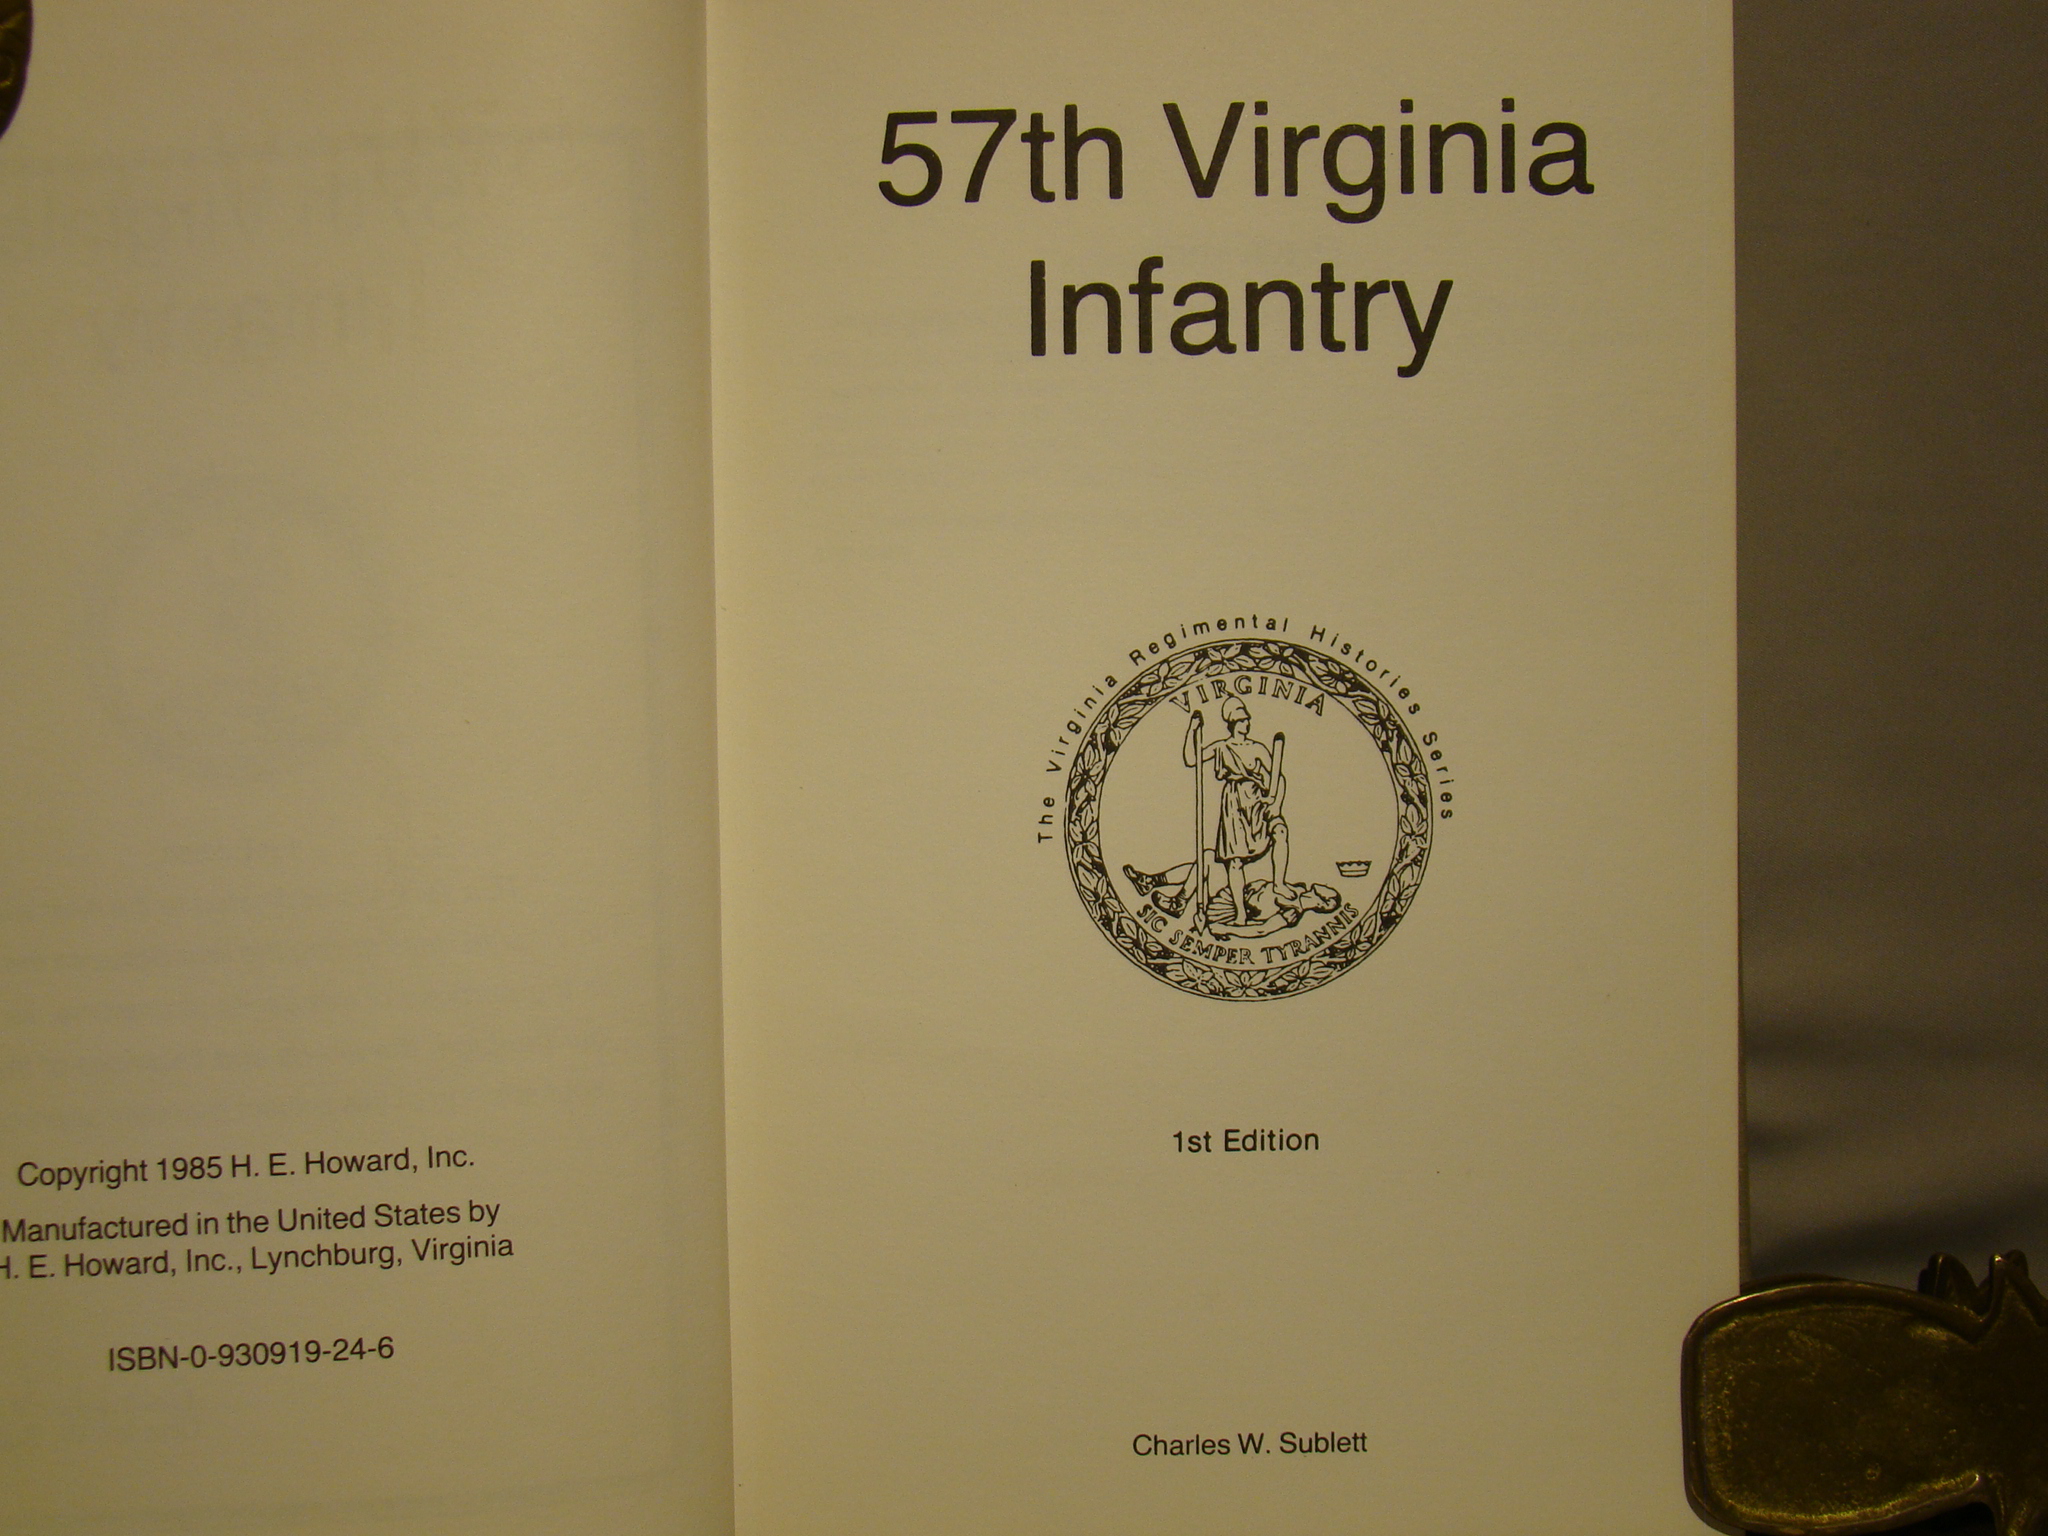 Copyright 1985 H. E. Howard, Inc.
Manufactured in the United States by
H. E. Howard, Inc., Lynchburg, Virginia
ISBN-0-930919-24-6
57th Virginia
Infantry
The Virginia Regimental Histories Series
VIRGINIA
SIC SEMPER TYRANNIS
1st Edition
Charles W. Sublett